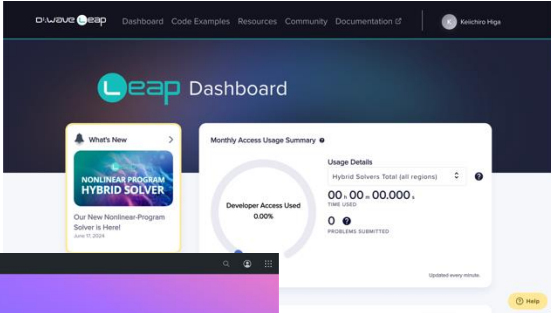 D:Wave Leap Dashboard Code Examples Resources Community Documentation K Keiichiro Higa
Leap Dashboard
What's New
NONLINEAR PROGRAM
HYBRID SOLVER
Our New Nonlinear-Program
Solver is Here!
June 17, 2024
Monthly Access Usage Summary
Developer Access Used
0.00%
Usage Details
Hybrid Solvers Total (all regions)
00 h 00 m 00.000 s
TIME USED
0
PROBLEMS SUBMITTED
Updated every minute.
Help